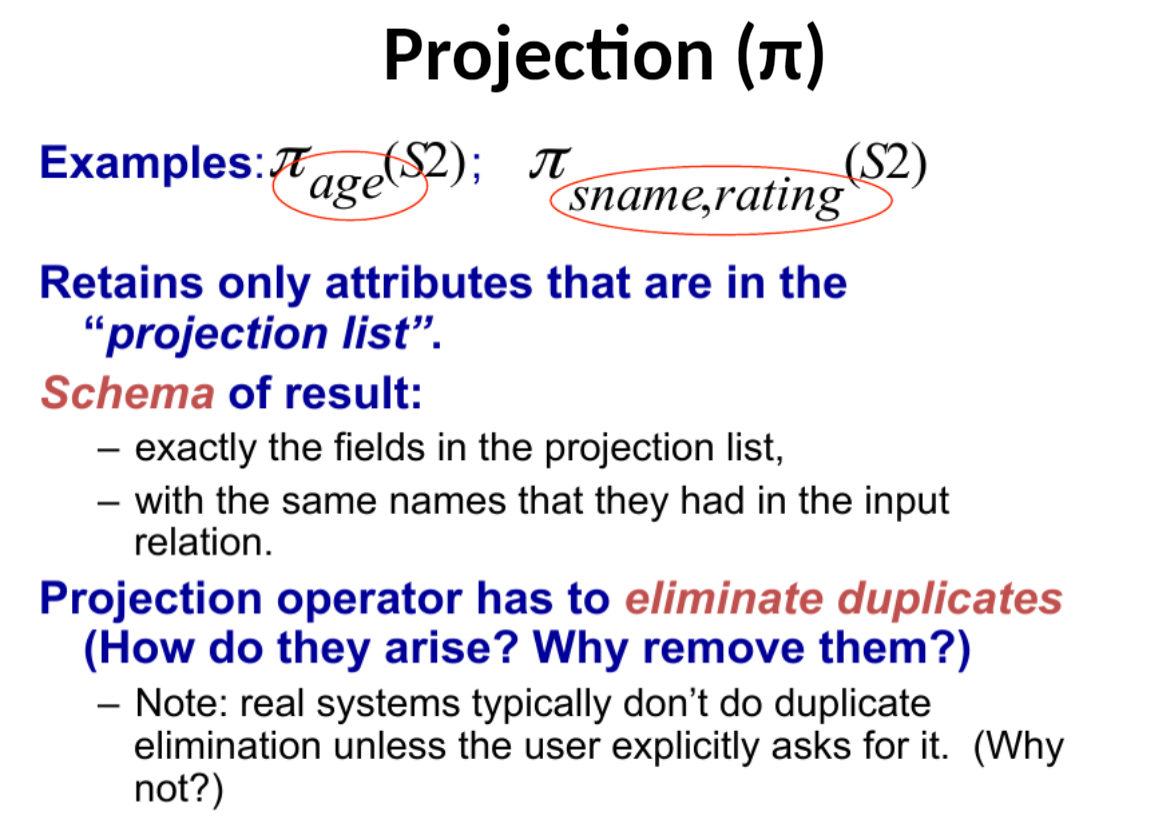 Projection (π)
Examples: π age (S2); π sname,rating (S2)
Retains only attributes that are in the
“projection list”.
Schema of result:
– exactly the fields in the projection list,
– with the same names that they had in the input
relation.
Projection operator has to eliminate duplicates
(How do they arise? Why remove them?)
– Note: real systems typically don’t do duplicate
elimination unless the user explicitly asks for it. (Why
not?)